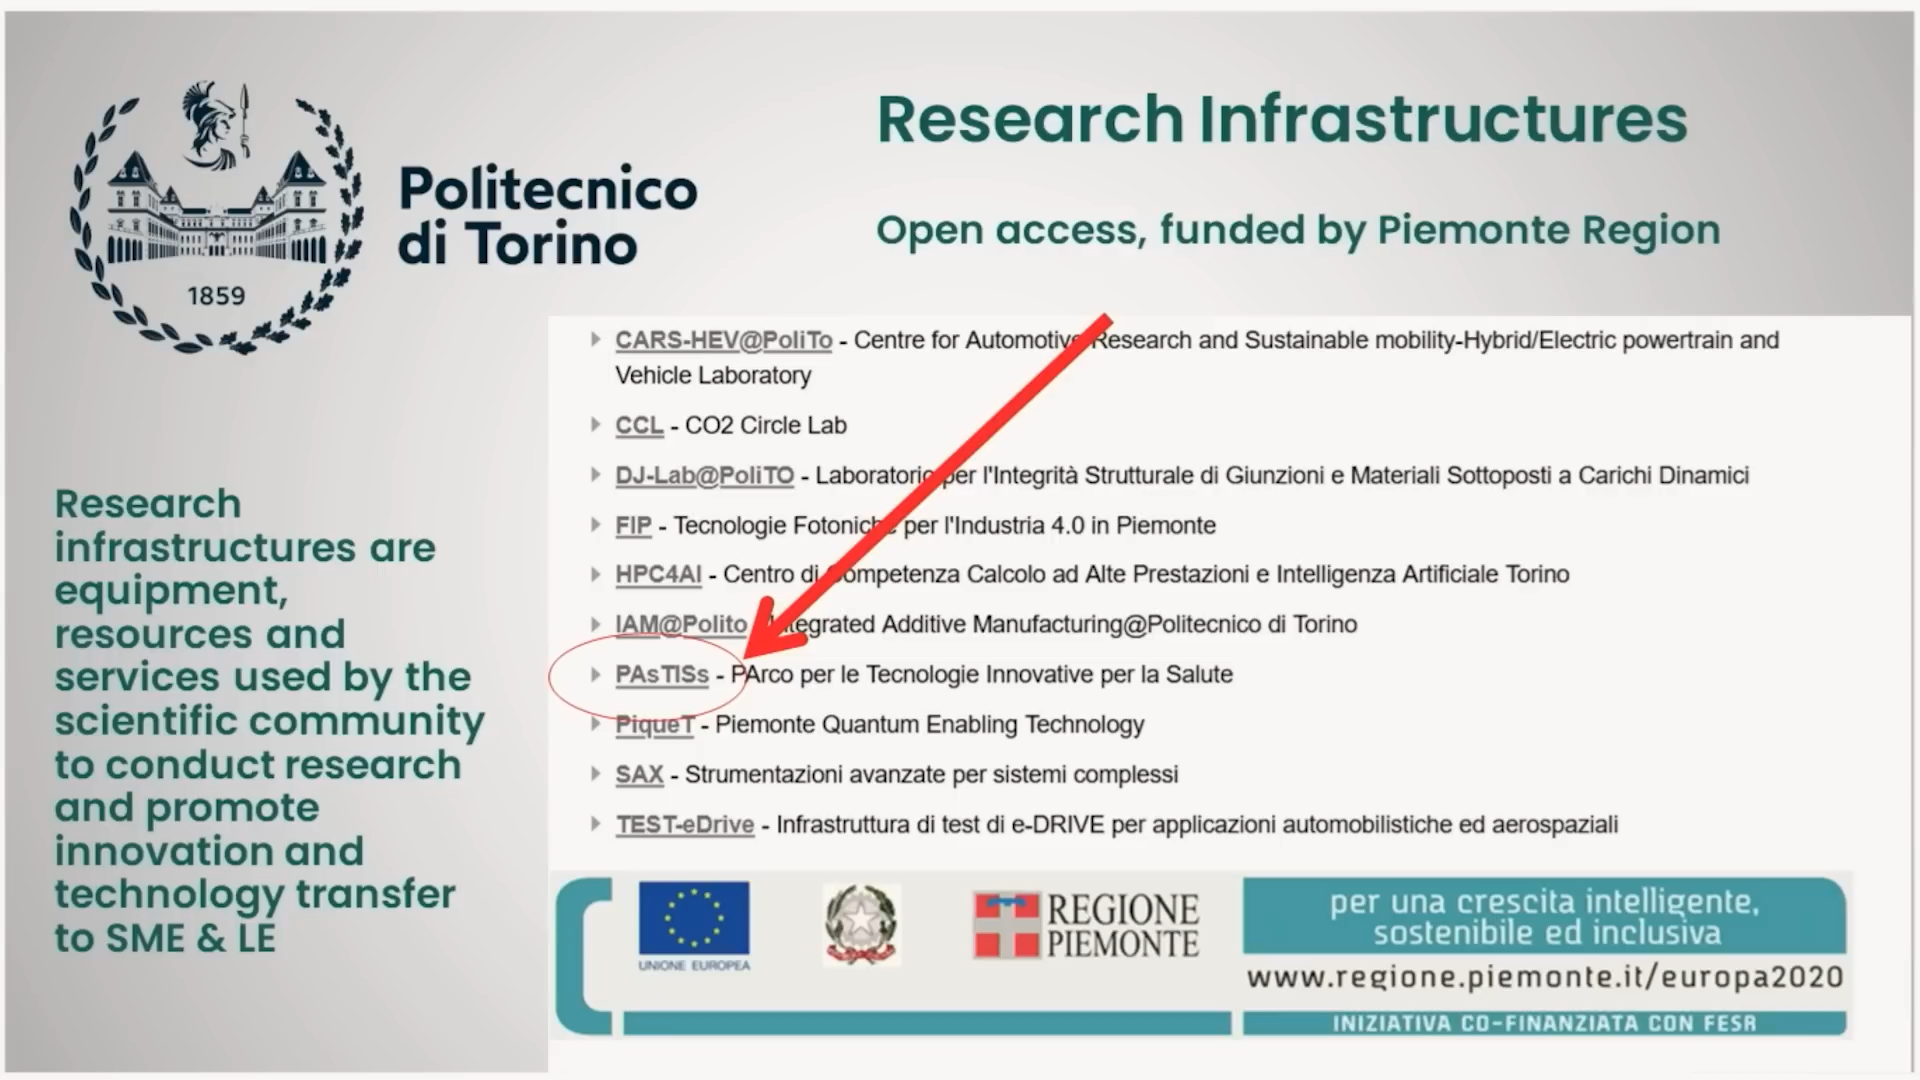 Politecnico
di Torino
1859
Research Infrastructures
Open access, funded by Piemonte Region
Research
infrastructures are
equipment,
resources and
services used by the
scientific community
to conduct research
and promote
innovation and
technology transfer
to SME & LE
CARS-HEV@PoliTo - Centre for Automotive Research and Sustainable mobility-Hybrid/Electric powertrain and
Vehicle Laboratory
CCL - CO2 Circle Lab
DJ-Lab@PoliTO - Laboratorio per l'Integrità Strutturale di Giunzioni e Materiali Sottoposti a Carichi Dinamici
FIP - Tecnologie Fotoniche per l'Industria 4.0 in Piemonte
HPC4AI - Centro di Competenza Calcolo ad Alte Prestazioni e Intelligenza Artificiale Torino
IAM@Polito - Integrated Additive Manufacturing@Politecnico di Torino
PAsTISs - PArco per le Tecnologie Innovative per la Salute
PiqueT - Piemonte Quantum Enabling Technology
SAX - Strumentazioni avanzate per sistemi complessi
TEST-eDrive - Infrastruttura di test di e-DRIVE per applicazioni automobilistiche ed aerospaziali
UNIONE EUROPEA
REGIONE
PIEMONTE
per una crescita intelligente,
sostenibile ed inclusiva
www.regione.piemonte.it/europa2020
INIZIATIVA CO-FINANZIATA CON FESR